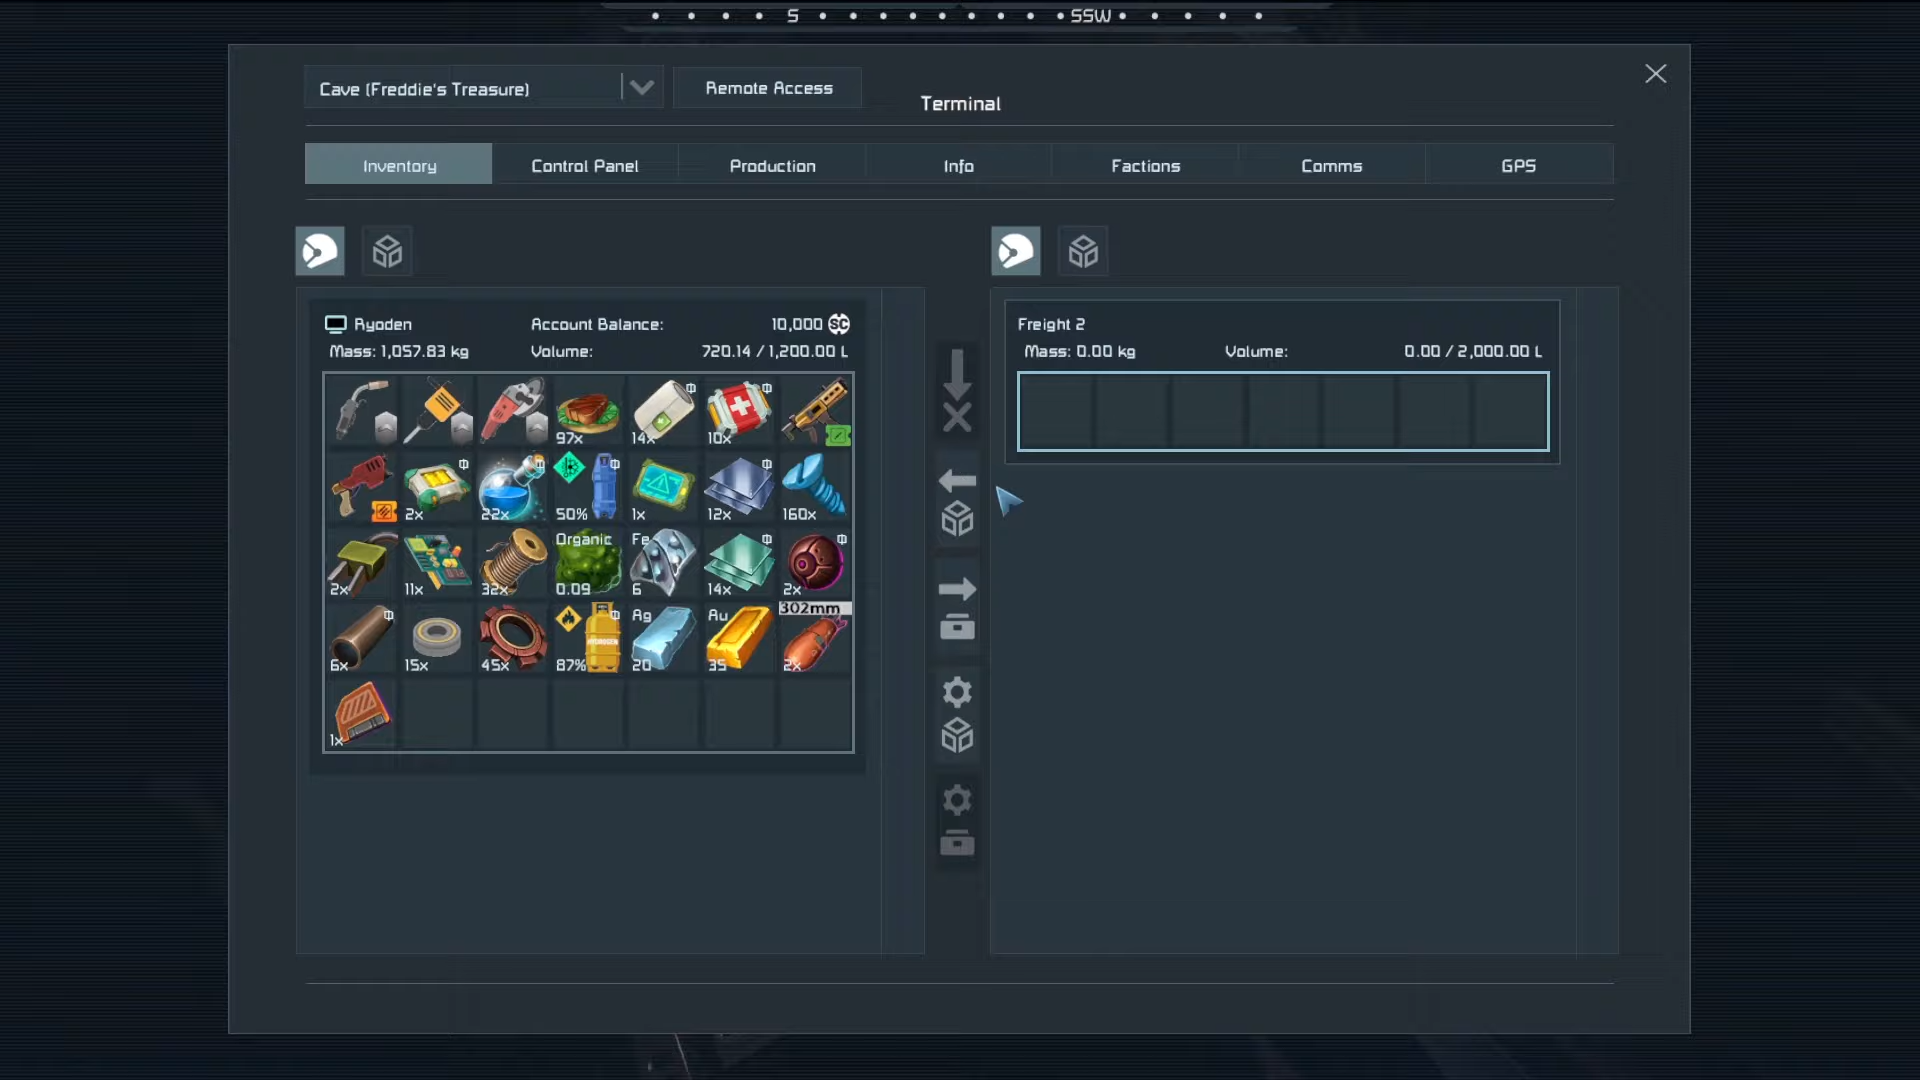 S SSW
Cave (Freddie's Treasure)
Remote Access
Terminal
Inventory Control Panel Production Info Factions Comms GPS
Ryoden Account Balance: 10,000 SC
Mass: 1,057.83 kg Volume: 720.14 / 1,200.00 L
97x 14x 10x
2x 22x 50% 1x 12x 160x
Organic Fe
2x 11x 32x 0.09 6 14x 2x
Ag Au 302mm
HYDROGEN
6x 15x 45x 87% 20 35 2x
1x
Freight 2
Mass: 0.00 kg Volume: 0.00 / 2,000.00 L